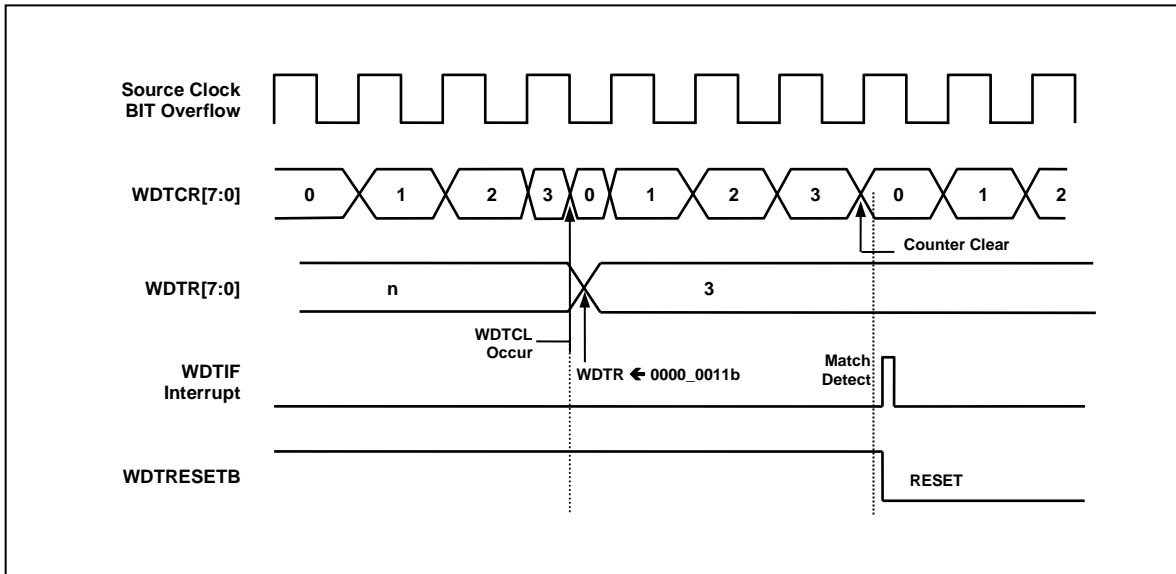 Source Clock
BIT Overflow
WDTCR[7:0]
0 1 2 3 0 1 2 3 0 1 2
Counter Clear
WDTR[7:0]
n 3
WDTCL
Occur
WDTR 🡸 0000_0011b
Match
Detect
WDTIF
Interrupt
WDTRESETB
RESET